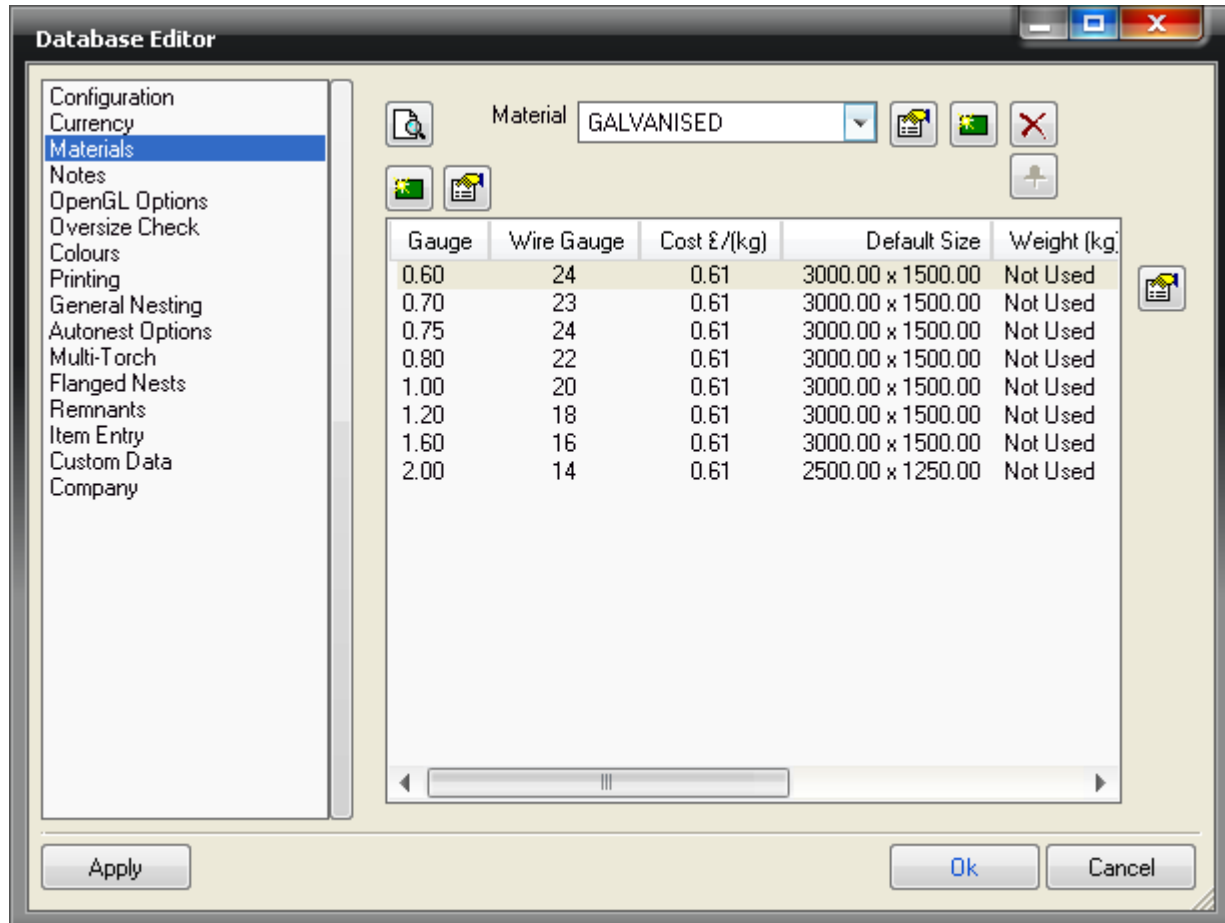 Database Editor
Configuration
Currency
Materials
Notes
OpenGL Options
Oversize Check
Colours
Printing
General Nesting
Autonest Options
Multi-Torch
Flanged Nests
Remnants
Item Entry
Custom Data
Company
Material GALVANISED
Gauge Wire Gauge Cost £/(kg) Default Size Weight (kg)
0.60 24 0.61 3000.00 x 1500.00 Not Used
0.70 23 0.61 3000.00 x 1500.00 Not Used
0.75 24 0.61 3000.00 x 1500.00 Not Used
0.80 22 0.61 3000.00 x 1500.00 Not Used
1.00 20 0.61 3000.00 x 1500.00 Not Used
1.20 18 0.61 3000.00 x 1500.00 Not Used
1.60 16 0.61 3000.00 x 1500.00 Not Used
2.00 14 0.61 2500.00 x 1250.00 Not Used
Apply Ok Cancel